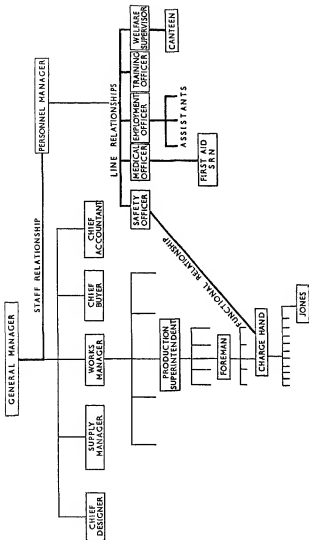 GENERAL MANAGER
STAFF RELATIONSHIP
PERSONNEL MANAGER
CHIEF
DESIGNER
SUPPLY
MANAGER
WORKS
MANAGER
CHIEF
BUYER
CHIEF
ACCOUNTANT
LINE RELATIONSHIPS
SAFETY
OFFICER
MEDICAL
OFFICER
EMPLOYMENT
OFFICER
TRAINING
OFFICER
WELFARE
SUPERVISOR
PRODUCTION
SUPERINTENDENT
FUNCTIONAL RELATIONSHIP
ASSISTANTS
CANTEEN
FIRST AID
SRN
FOREMAN
CHARGE HAND
JONES